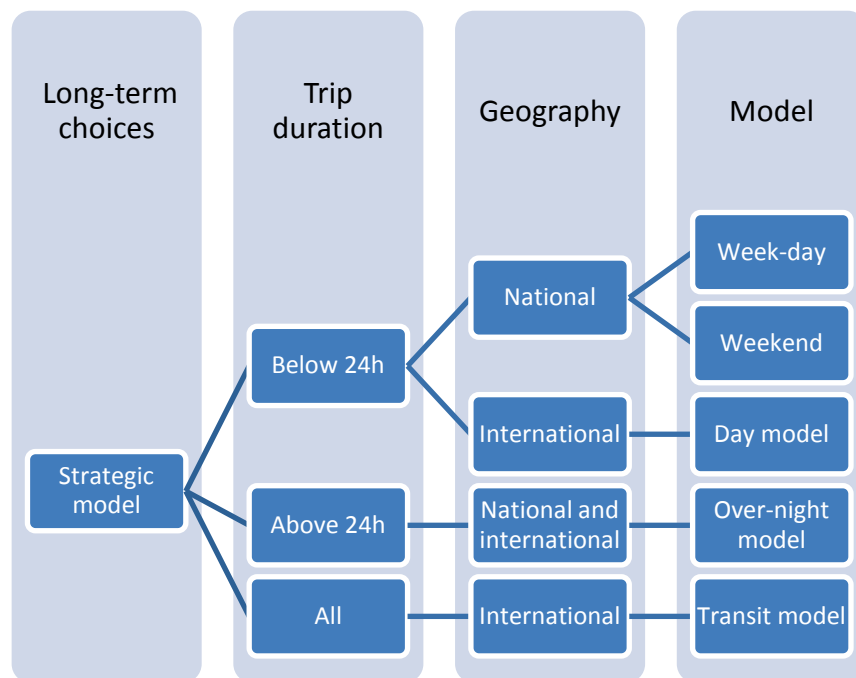 Long-term
choices
Trip
duration
Geography
Model
Strategic
model
Below 24h
Above 24h
All
National
International
National and
international
International
Week-day
Weekend
Day model
Over-night
model
Transit model